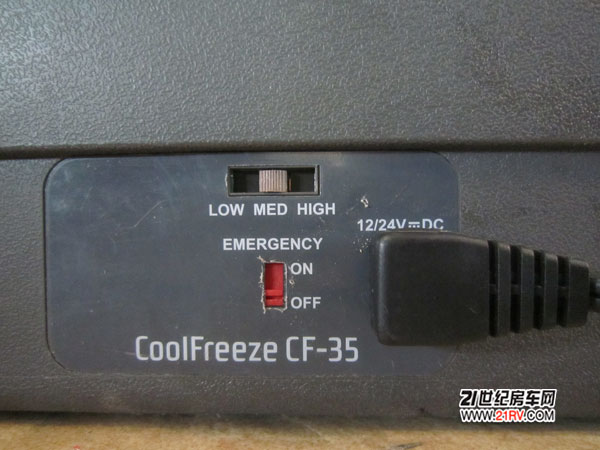 LOW MED HIGH
12/24V⎓DC
EMERGENCY
ON
OFF
CoolFreeze CF-35
21世纪房车网
www.21RV.com